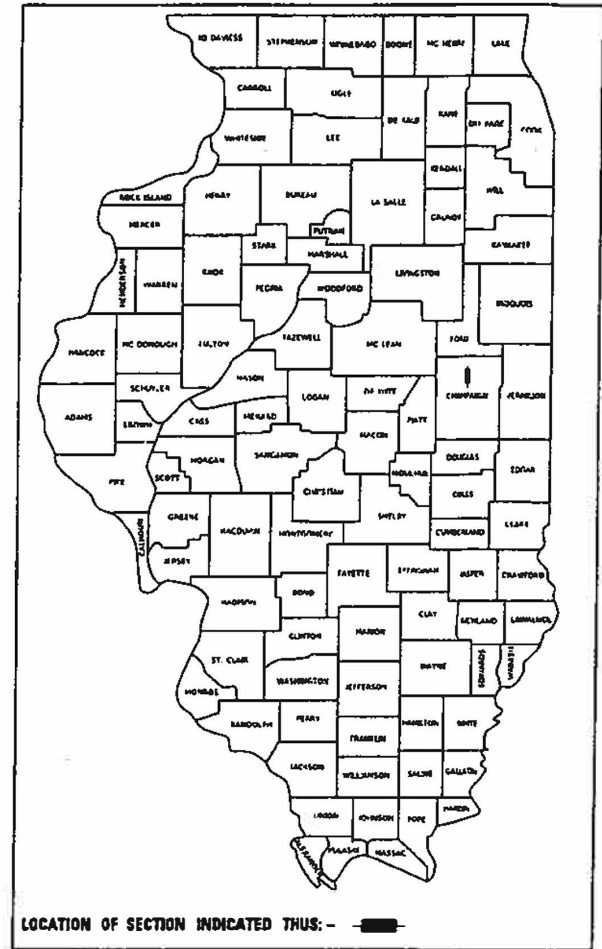 JO DAVIESS STEPHENSON WINNEBAGO BOONE MC HENRY LAKE
CARROLL OGLE
DE KALB KANE DU PAGE COOK
WHITESIDE LEE
KENDALL WILL
ROCK ISLAND HENRY BUREAU LA SALLE GRUNDY
MERCER PUTNAM KANKAKEE
STARK MARSHALL
HENDERSON WARREN KNOX PEORIA WOODFORD LIVINGSTON IROQUOIS
HANCOCK MC DONOUGH FULTON TAZEWELL MC LEAN FORD
MASON
SCHUYLER LOGAN DE WITT CHAMPAIGN VERMILION
ADAMS BROWN CASS MENARD PIATT
MACON
MORGAN SANGAMON DOUGLAS EDGAR
PIKE SCOTT CHRISTIAN MOULTRIE COLES
GREENE SHELBY CLARK
CALHOUN MACOUPIN MONTGOMERY CUMBERLAND
JERSEY FAYETTE EFFINGHAM JASPER CRAWFORD
MADISON BOND
CLAY RICHLAND LAWRENCE
CLINTON MARION
ST. CLAIR WAYNE EDWARDS WABASH
WASHINGTON JEFFERSON
MONROE
RANDOLPH PERRY HAMILTON WHITE
FRANKLIN
JACKSON WILLIAMSON SALINE GALLATIN
HARDIN
UNION JOHNSON POPE
ALEXANDER PULASKI MASSAC
LOCATION OF SECTION INDICATED THUS: -